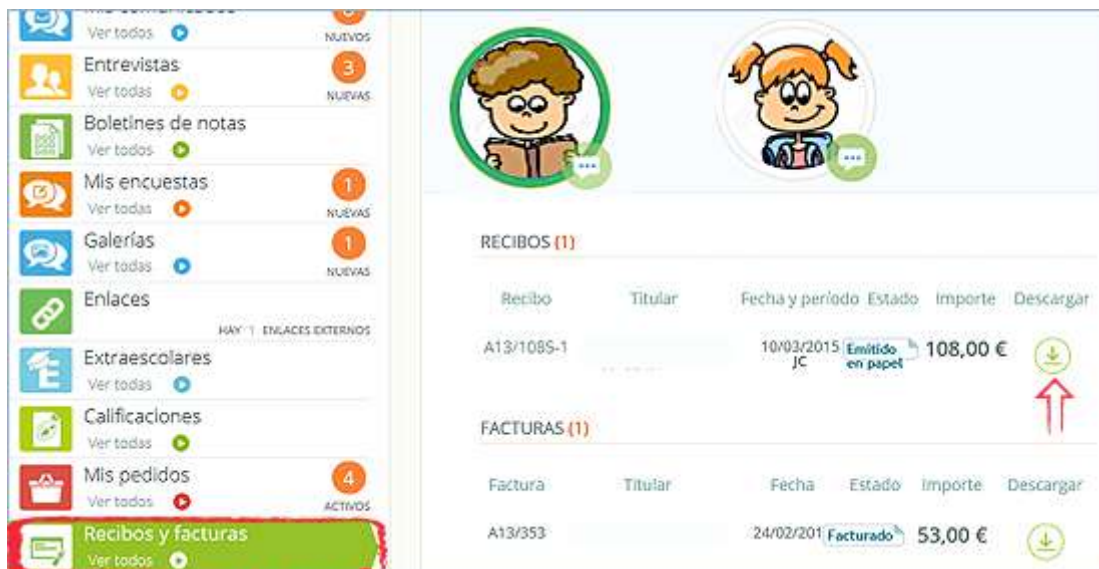 Ver todos
NUEVOS
Entrevistas
3
Ver todas
NUEVAS
Boletines de notas
Ver todos
Mis encuestas
1
Ver todas
NUEVAS
Galerías
1
Ver todas
NUEVAS
Enlaces
HAY 1 ENLACES EXTERNOS
Extraescolares
Ver todas
Calificaciones
Ver todas
Mis pedidos
4
Ver todos
ACTIVOS
Recibos y facturas
Ver todos
RECIBOS (1)
Recibo Titular Fecha y período Estado Importe Descargar
A13/1085-1 10/03/2015 JC Emitido en papel 108,00 €
FACTURAS (1)
Factura Titular Fecha Estado Importe Descargar
A13/353 24/02/201 Facturado 53,00 €